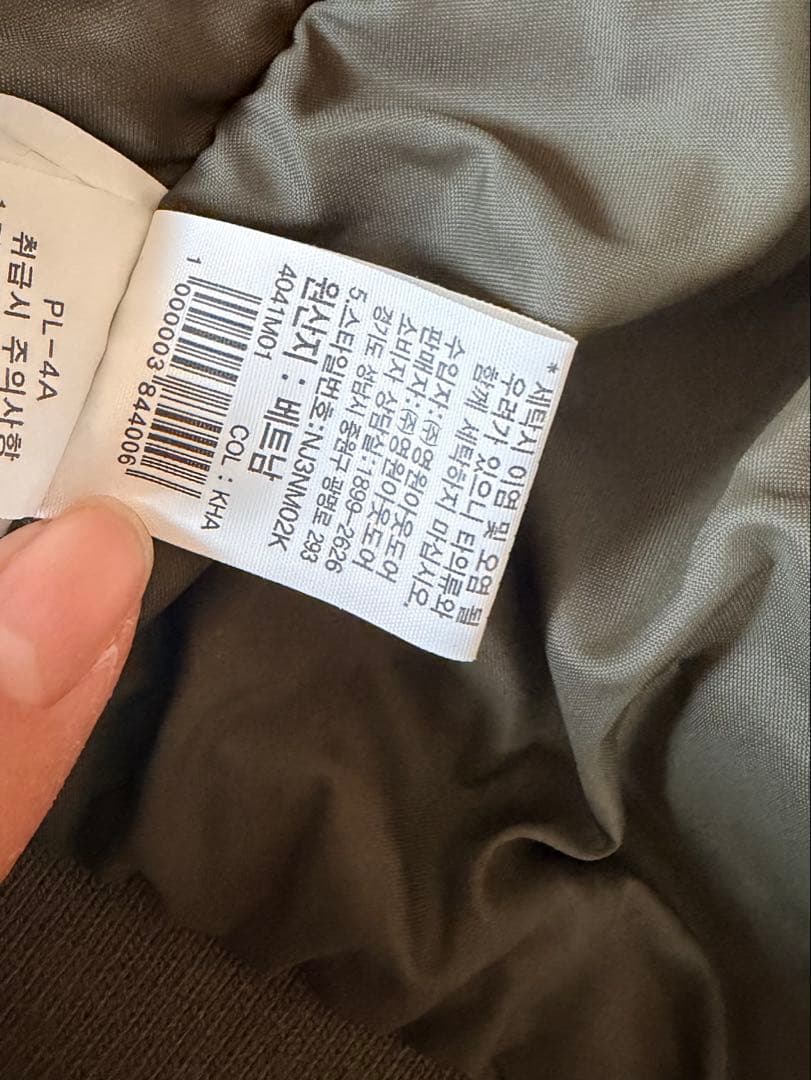 * 세탁시 이염 및 오염 될
우려가 있으니 타의류와
함께 세탁하지 마십시오.
수입자:㈜영원아웃도어
판매자:㈜영원아웃도어
소비자 상담실:1899-2626
경기도 성남시 중원구 광명로 293
5.스타일번호:NJ3NM02K
4041M01
원산지 : 베트남
COL : KHA
1 000003 844006
PL-4A
취급시 주의사항